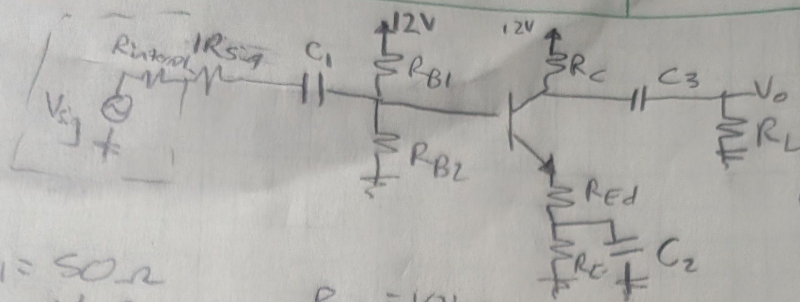 12V
12V
Rinternal
RSig
C1
RB1
RC
C3
Vo
Vsig
RB2
RL
REd
RE
C2
= 50Ω